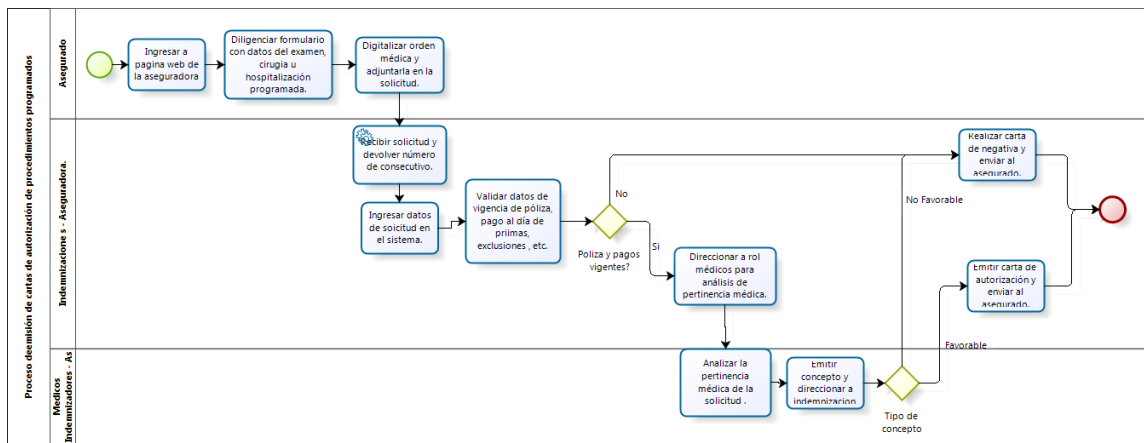 Proceso deemisión de caitas de autorización de procedimientos programados
Asegurado
Ingresar a
pagina web de
la aseguradora
Diligenciar formulario
con datos del examen,
cirugia u
hospitalización
programada.
Digitalizar orden
médica y
adjuntarla en la
solicitud.
Indemnizacione s - Aseguradora.
ecibir solicitud y
devolver número
de consecutivo.
Ingresar datos
de soicitud en
el sistema.
Validar datos de
vigencia de póliza,
pago al día de
priimas,
exclusiones , etc.
No
Poliza y pagos
vigentes?
Si
Direccionar a rol
médicos para
análisis de
pertinencia médica.
Realizar carta
de negativa y
enviar al
asegurado.
No Favorable
Emitir carta de
autorización y
enviar al
asegurado.
Favorable
Médicos
Indemnizadores - As
Analizar la
pertinencia
médica de la
solicitud .
Emitir
concepto y
direccionar a
indemnizacion
Tipo de
concepto